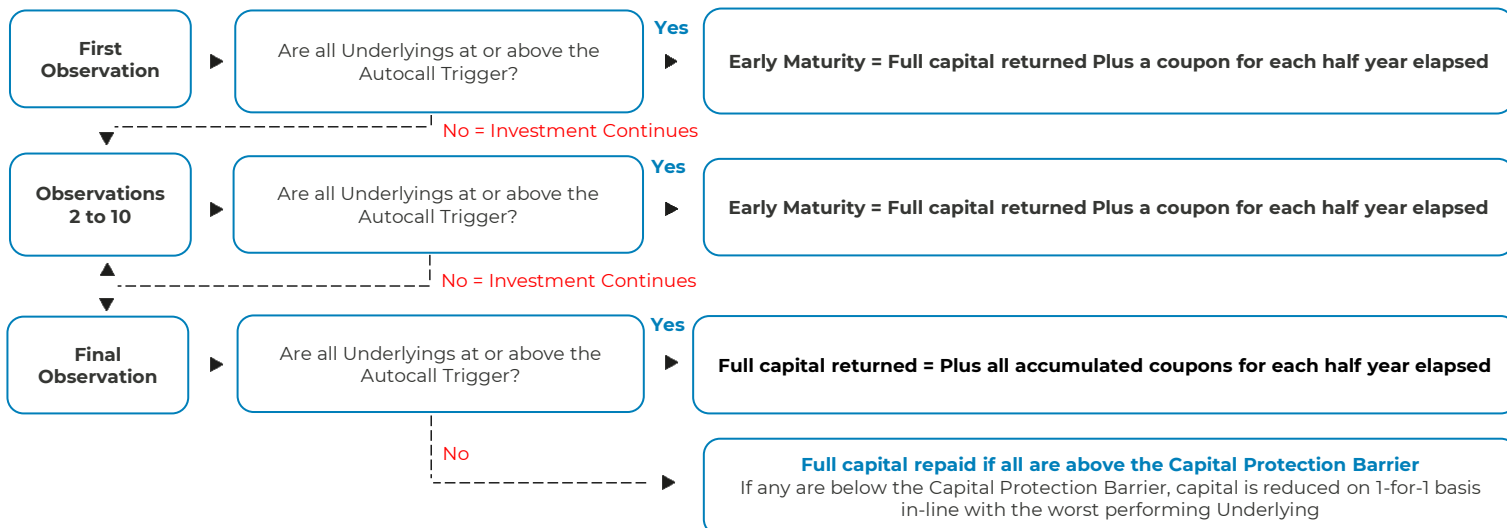 First
Observation
Are all Underlyings at or above the
Autocall Trigger?
Yes
Early Maturity = Full capital returned Plus a coupon for each half year elapsed
No = Investment Continues
Observations
2 to 10
Are all Underlyings at or above the
Autocall Trigger?
Yes
Early Maturity = Full capital returned Plus a coupon for each half year elapsed
No = Investment Continues
Final
Observation
Are all Underlyings at or above the
Autocall Trigger?
Yes
Full capital returned = Plus all accumulated coupons for each half year elapsed
No
Full capital repaid if all are above the Capital Protection Barrier
If any are below the Capital Protection Barrier, capital is reduced on 1-for-1 basis
in-line with the worst performing Underlying